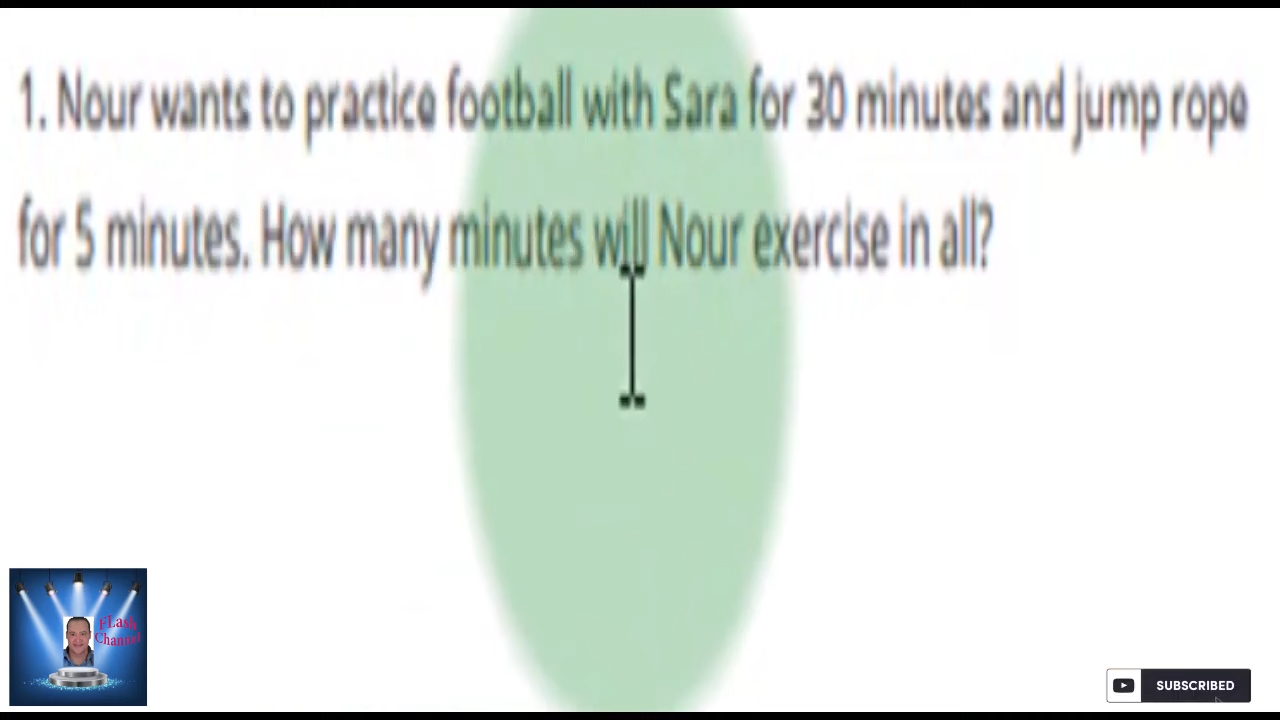 1. Nour wants to practice football with Sara for 30 minutes and jump rope
for 5 minutes. How many minutes will Nour exercise in all?
FLash
Channel
SUBSCRIBED